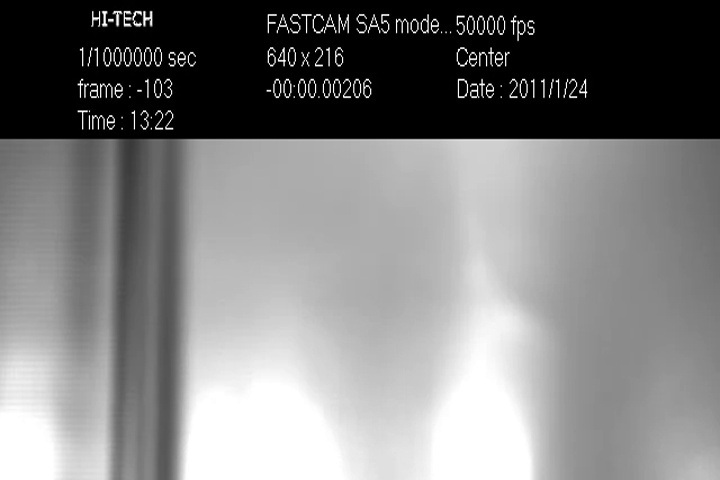 HI-TECH FASTCAM SA5 mode... 50000 fps
1/1000000 sec 640 x 216 Center
frame : -103 -00:00.00206 Date : 2011/1/24
Time : 13:22